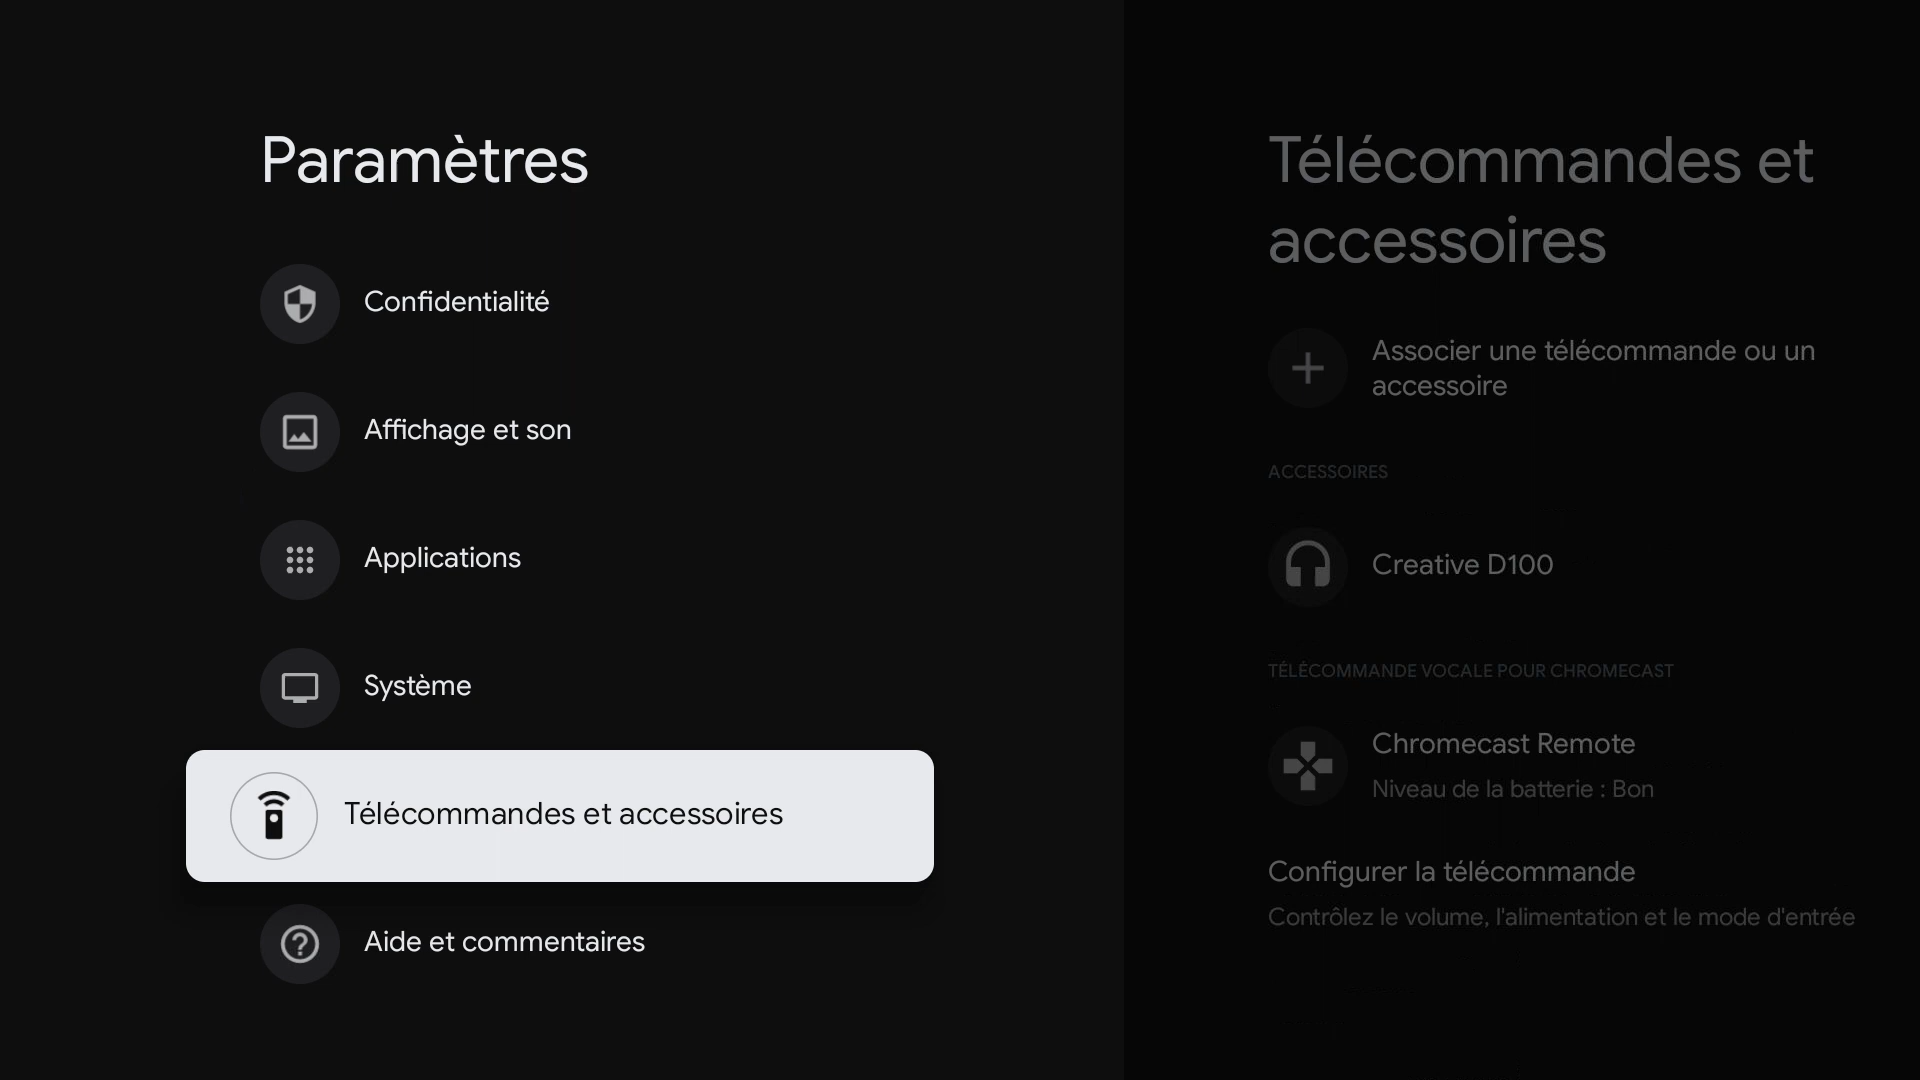 Paramètres
Confidentialité
Affichage et son
Applications
Système
Télécommandes et accessoires
Aide et commentaires
Télécommandes et
accessoires
Associer une télécommande ou un
accessoire
ACCESSOIRES
Creative D100
TÉLÉCOMMANDE VOCALE POUR CHROMECAST
Chromecast Remote
Niveau de la batterie : Bon
Configurer la télécommande
Contrôlez le volume, l'alimentation et le mode d'entrée